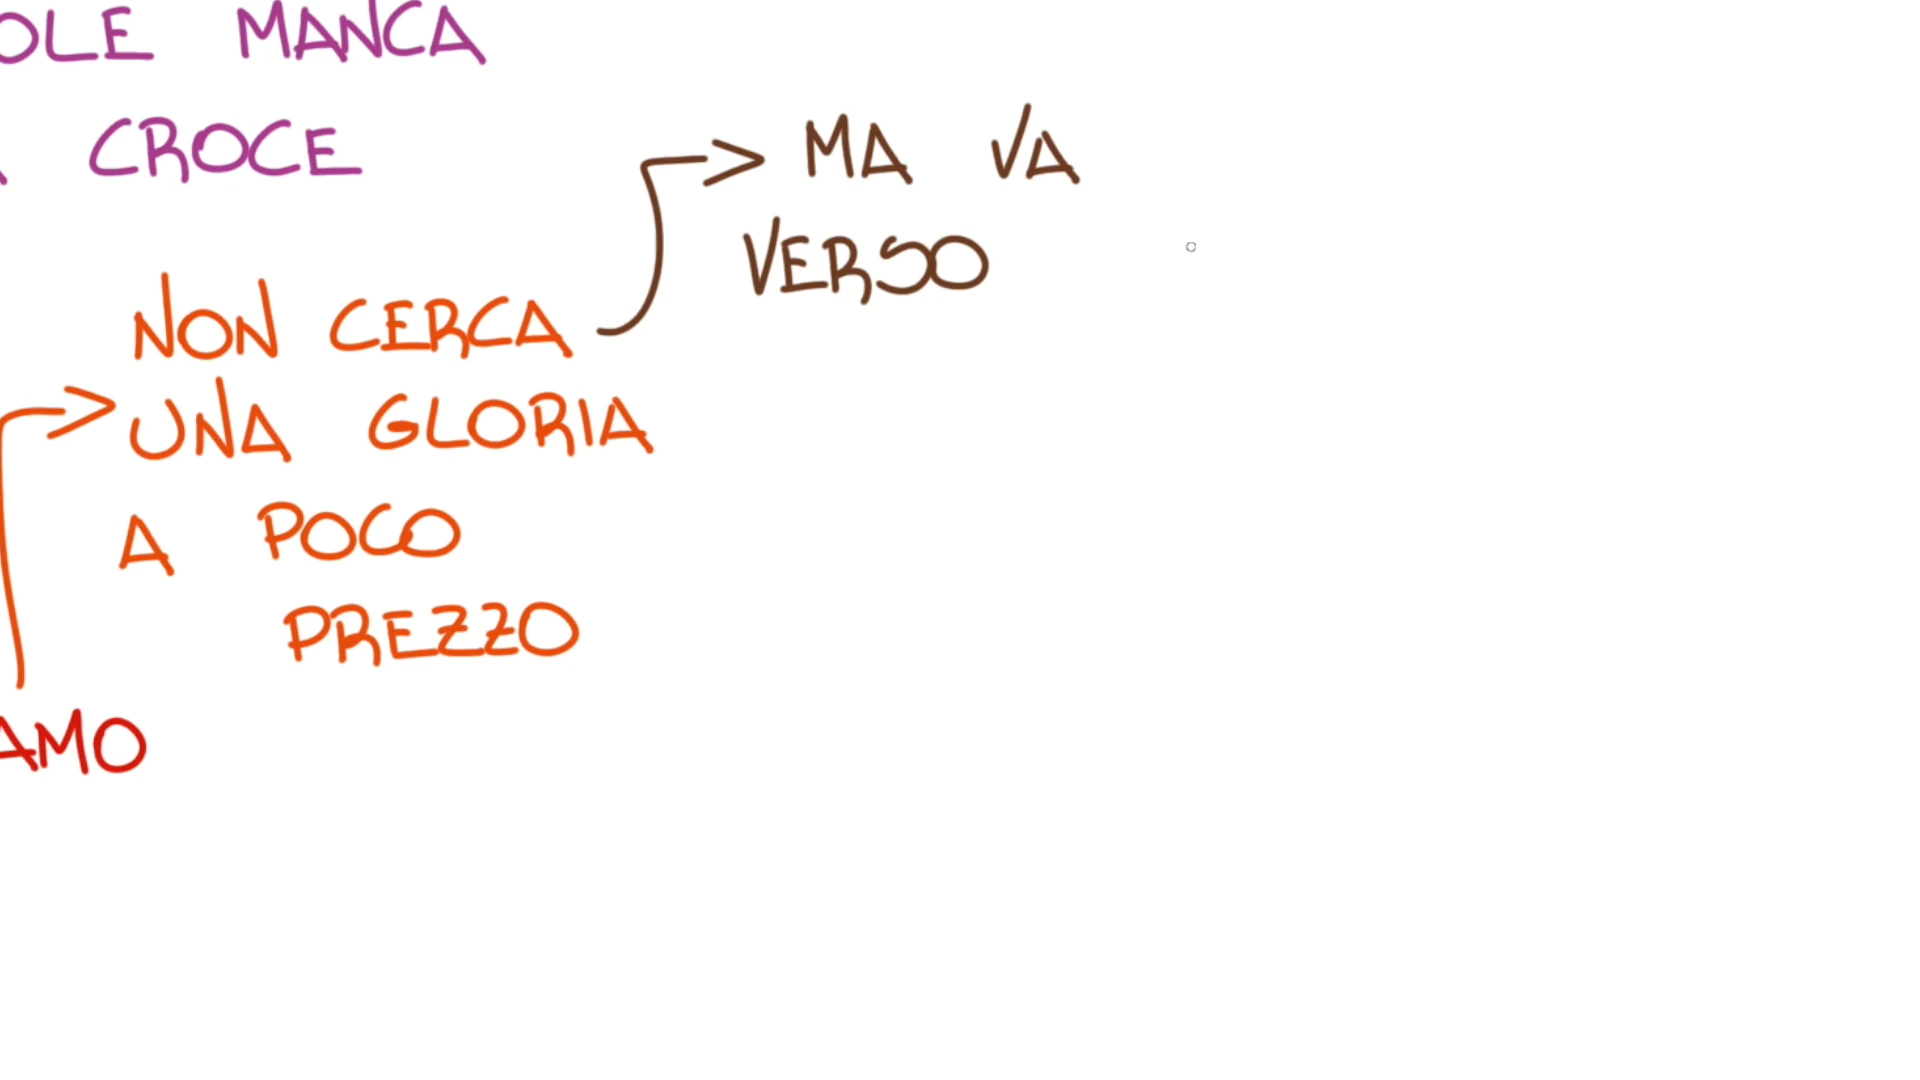 OLE MANCA
CROCE
NON CERCA
UNA GLORIA
A POCO
PREZZO
MA VA
VERSO
AMO